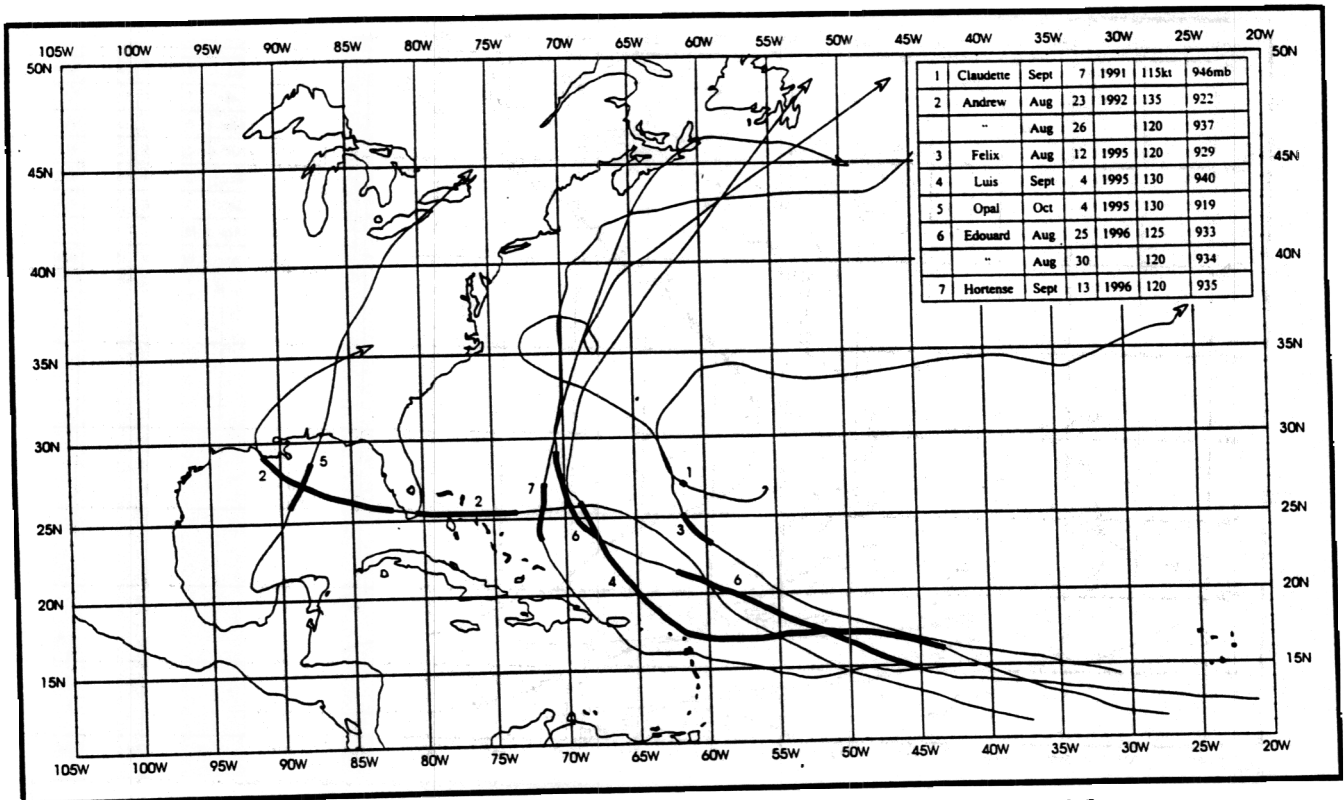 105W 100W 95W 90W 85W 80W 75W 70W 65W 60W 55W 50W 45W 40W 35W 30W 25W 20W
50N 50N
1 Claudette Sept 7 1991 115kt 946mb
2 Andrew Aug 23 1992 135 922
" Aug 26 120 937
3 Felix Aug 12 1995 120 929
4 Luis Sept 4 1995 130 940
5 Opal Oct 4 1995 130 919
6 Edouard Aug 25 1996 125 933
" Aug 30 120 934
7 Hortense Sept 13 1996 120 935
45N 45N
40N 40N
35N 35N
30N 30N
2 5 7 1
25N 2 6 3 25N
4 6
20N 20N
15N 15N
105W 100W 95W 90W 85W 80W 75W 70W 65W 60W 55W 50W 45W 40W 35W 30W 25W 20W